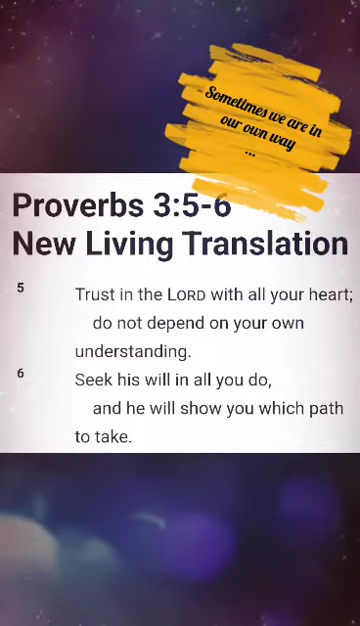 Sometimes we are in
our own way
...
Proverbs 3:5-6
New Living Translation
5 Trust in the LORD with all your heart;
do not depend on your own
understanding.
6 Seek his will in all you do,
and he will show you which path
to take.